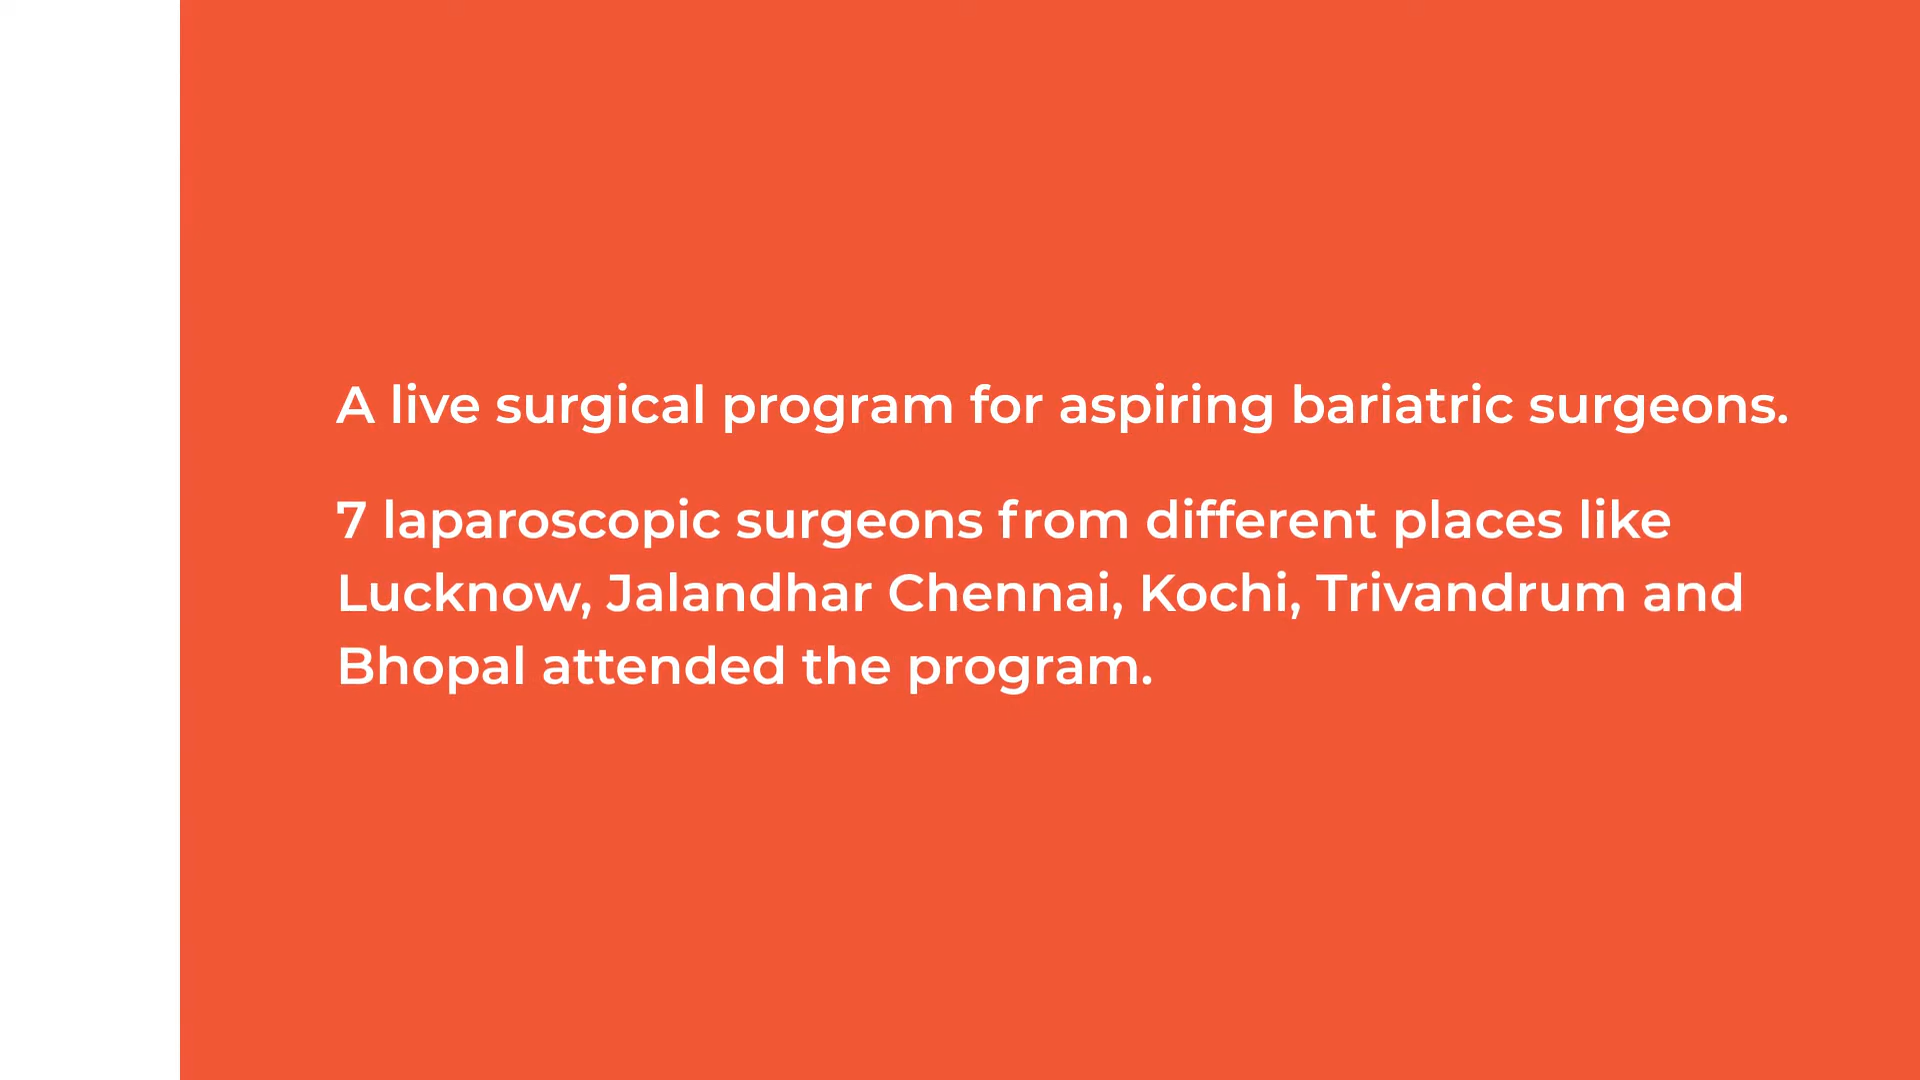 A live surgical program for aspiring bariatric surgeons.
7 laparoscopic surgeons from different places like
Lucknow, Jalandhar Chennai, Kochi, Trivandrum and
Bhopal attended the program.